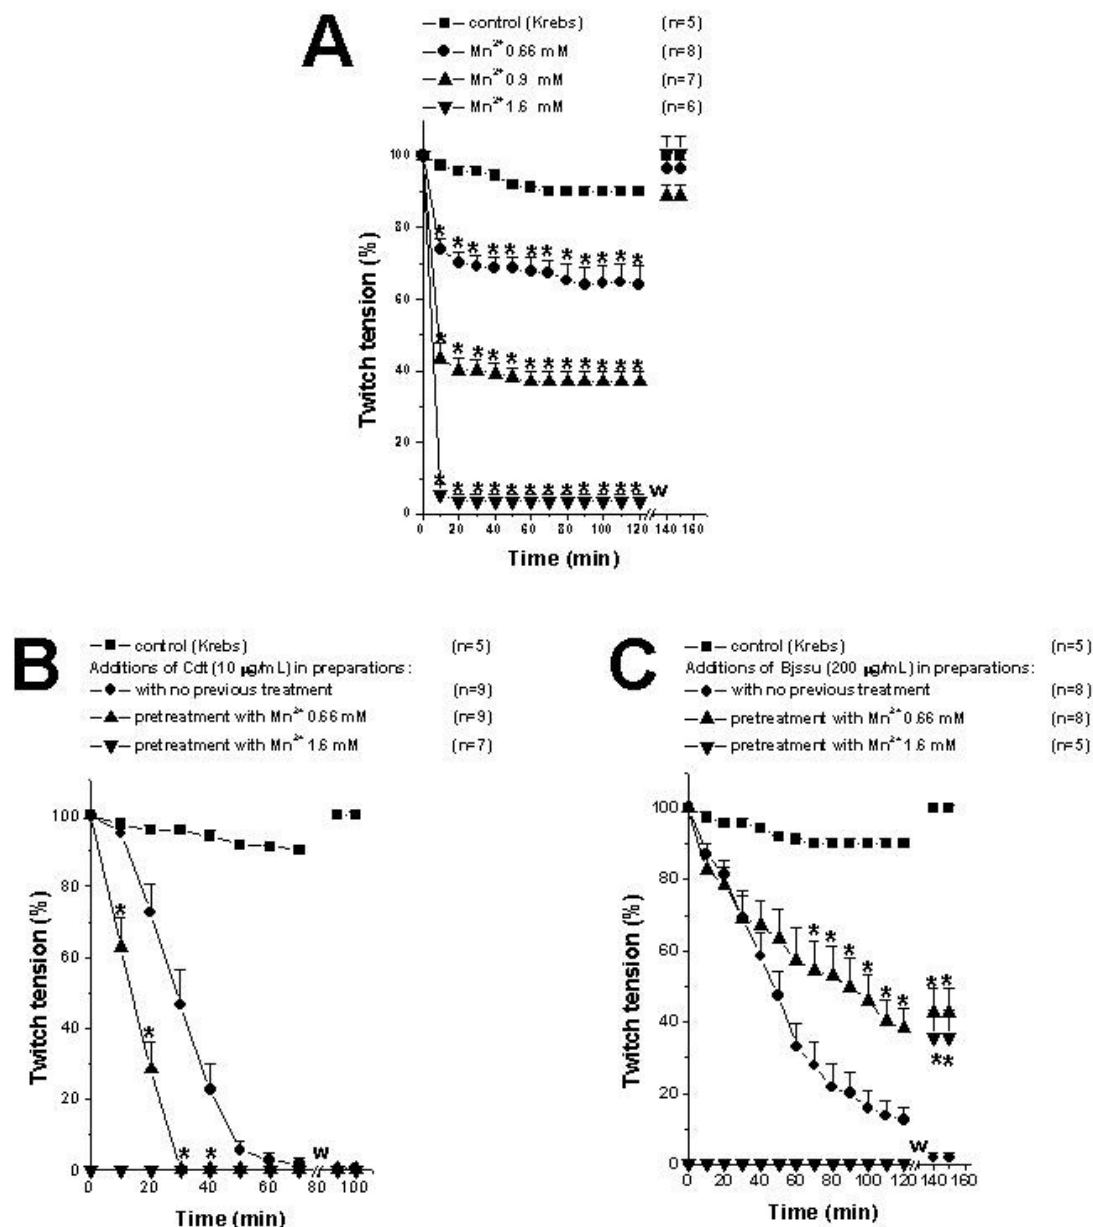 A
control (Krebs) (n=5)
Mn²⁺ 0.66 mM (n=8)
Mn²⁺ 0.9 mM (n=7)
Mn²⁺ 1.6 mM (n=6)
Twitch tension (%)
100
80
60
40
20
0
* * * * * * * * * * * *
* * * * * * * * * * * *
* * * * * * * * * * * *
w
0 20 40 60 80 100 120 140 160
Time (min)
B
control (Krebs) (n=5)
Additions of Cdt (10 μg/mL) in preparations:
with no previous treatment (n=9)
pretreatment with Mn²⁺ 0.66 mM (n=9)
pretreatment with Mn²⁺ 1.6 mM (n=7)
Twitch tension (%)
100
80
60
40
20
0
*
*
* *
w
0 20 40 60 80 100
Time (min)
C
control (Krebs) (n=5)
Additions of Bjssu (200 μg/mL) in preparations:
with no previous treatment (n=8)
pretreatment with Mn²⁺ 0.66 mM (n=8)
pretreatment with Mn²⁺ 1.6 mM (n=5)
Twitch tension (%)
100
80
60
40
20
0
* * * * * *
* *
* *
w
0 20 40 60 80 100 120 140 160
Time (min)